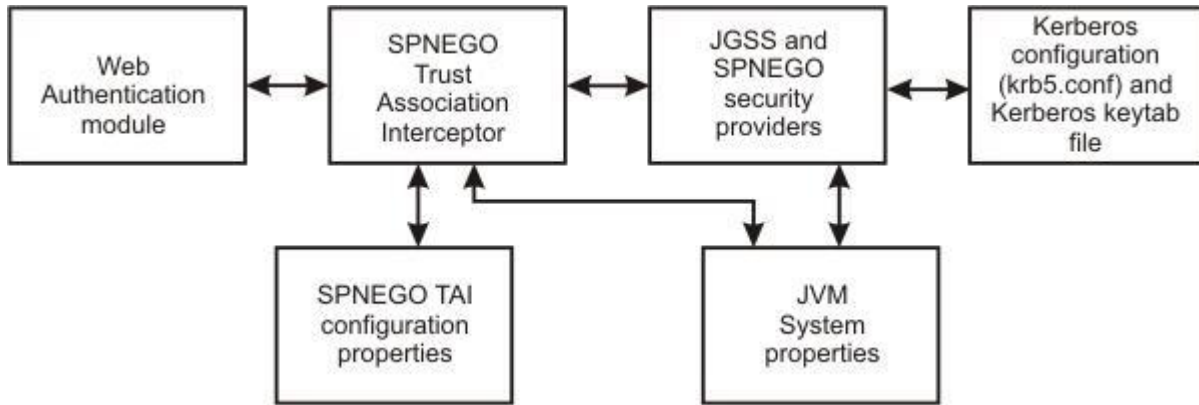 Web
Authentication
module
SPNEGO
Trust
Association
Interceptor
JGSS and
SPNEGO
security
providers
Kerberos
configuration
(krb5.conf) and
Kerberos keytab
file
SPNEGO TAI
configuration
properties
JVM
System
properties